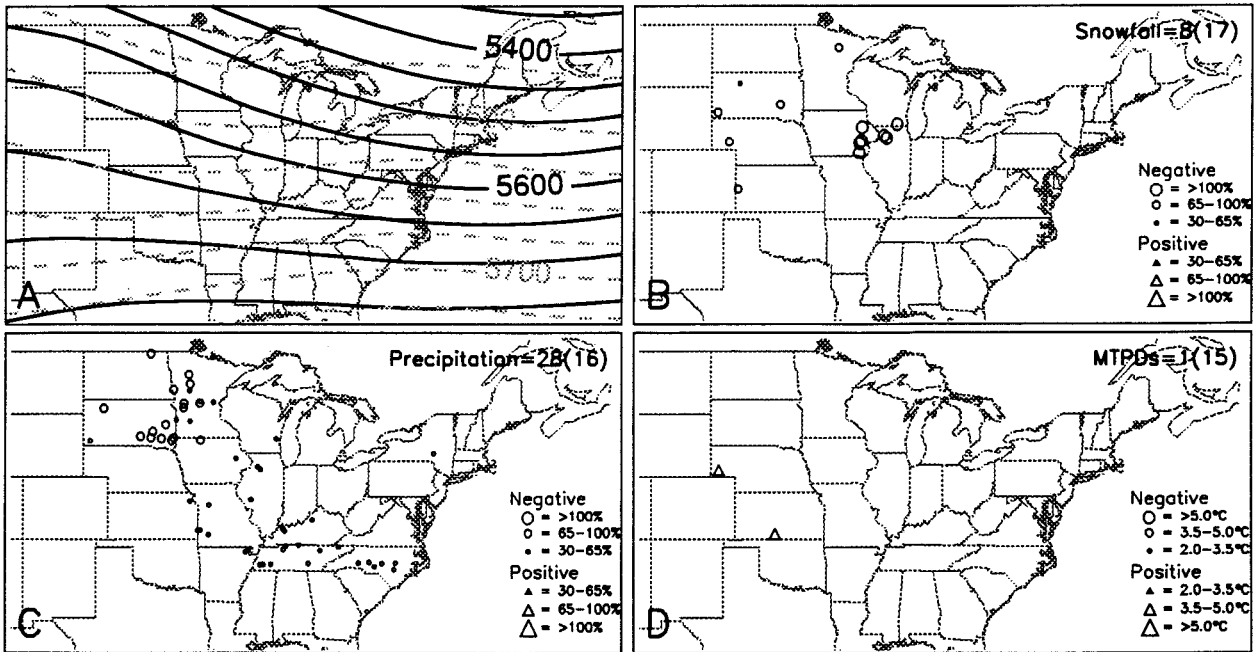 5400
5600
5700
A
Snowfall=8(17)
Negative
○ = >100%
○ = 65–100%
• = 30–65%
Positive
▲ = 30–65%
△ = 65–100%
△ = >100%
B
Precipitation=28(16)
Negative
○ = >100%
○ = 65–100%
• = 30–65%
Positive
▲ = 30–65%
△ = 65–100%
△ = >100%
C
MTPDs=1(15)
Negative
○ = >5.0°C
○ = 3.5–5.0°C
• = 2.0–3.5°C
Positive
▲ = 2.0–3.5°C
△ = 3.5–5.0°C
△ = >5.0°C
D